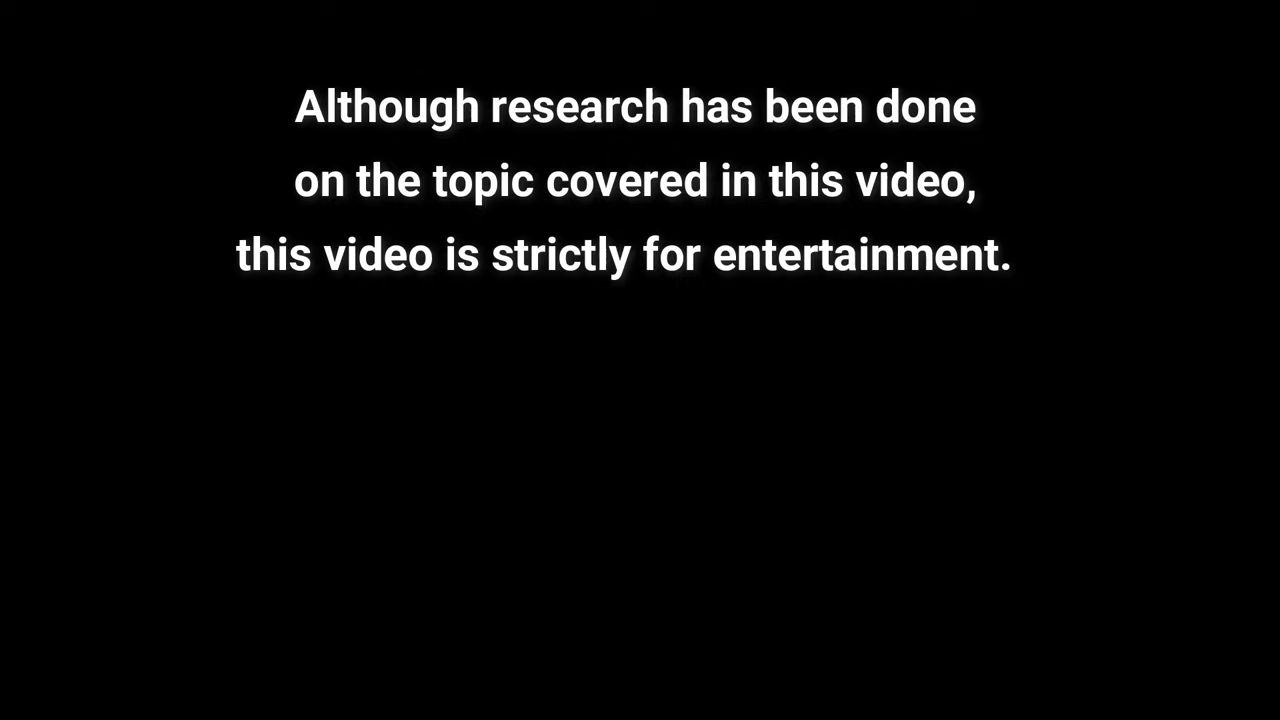 Although research has been done
on the topic covered in this video,
this video is strictly for entertainment.